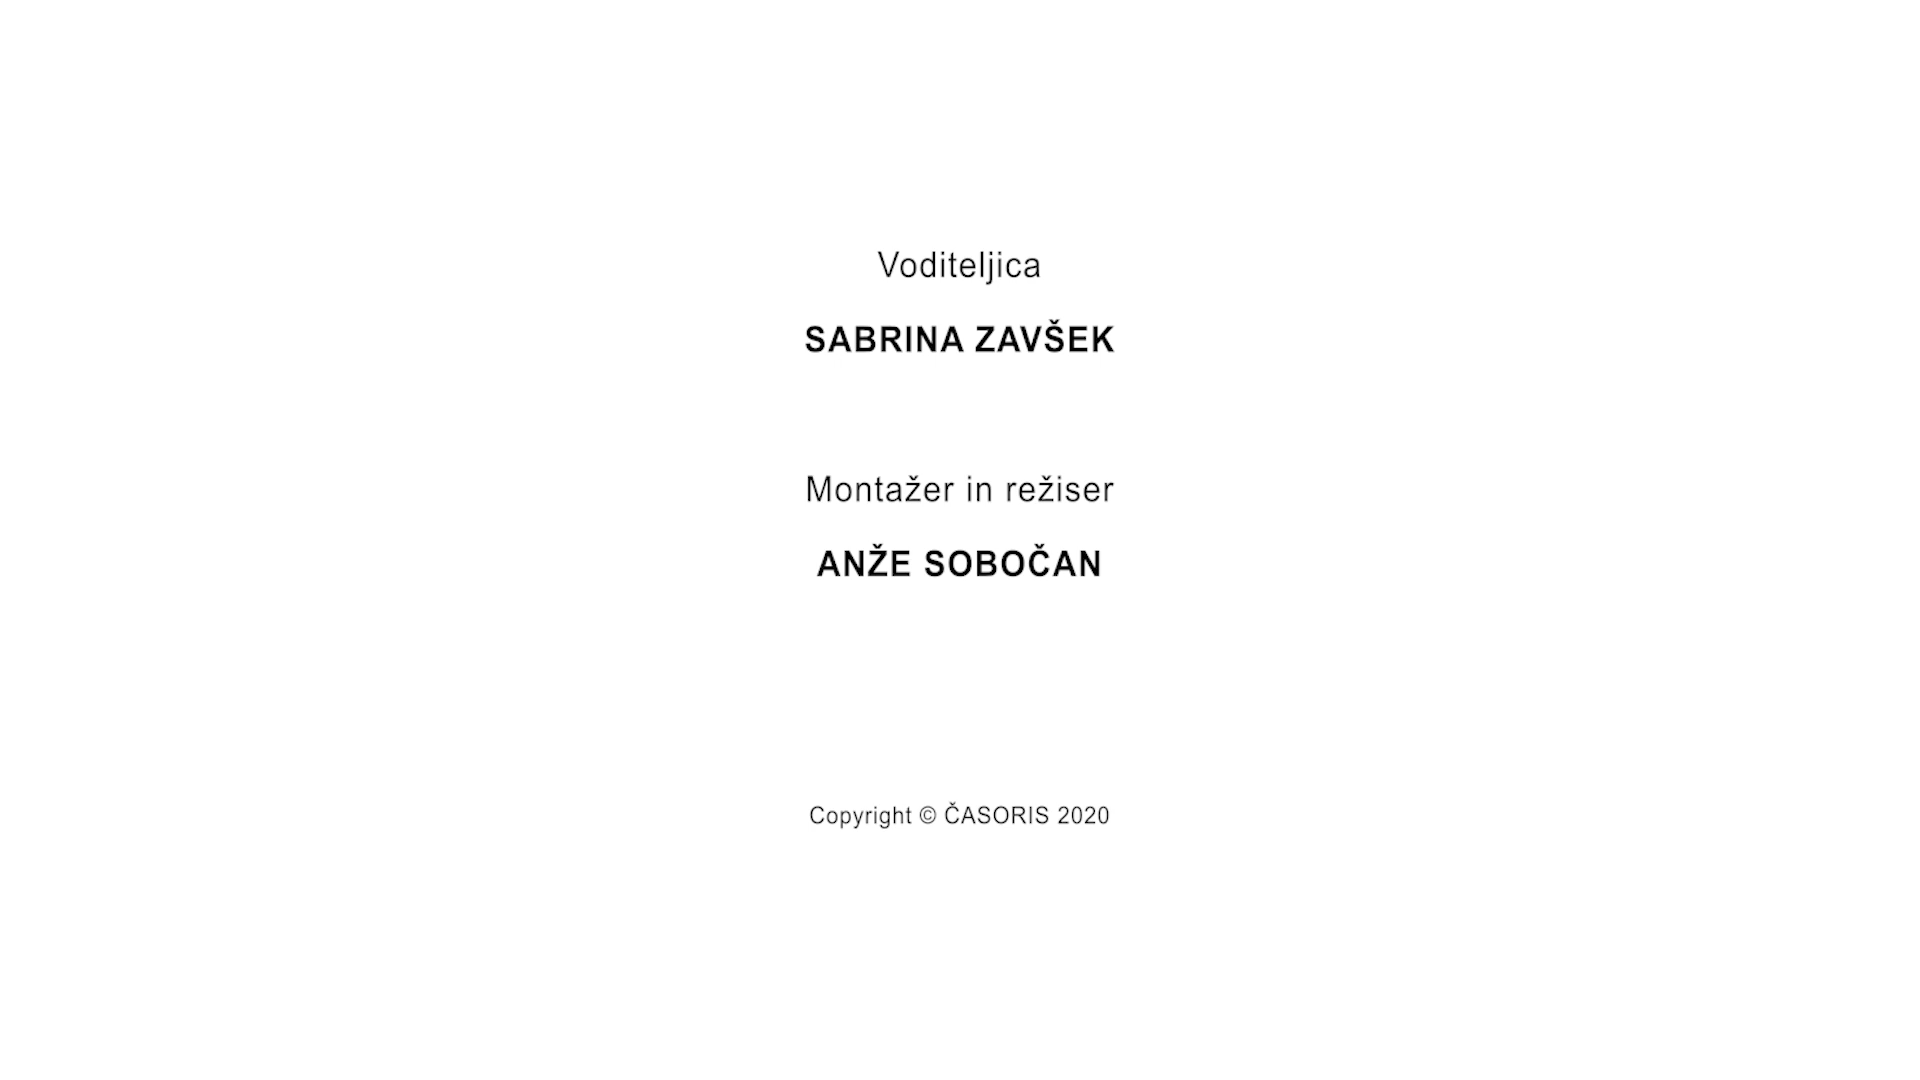 Voditeljica
SABRINA ZAVŠEK
Montažer in režiser
ANŽE SOBOČAN
Copyright © ČASORIS 2020